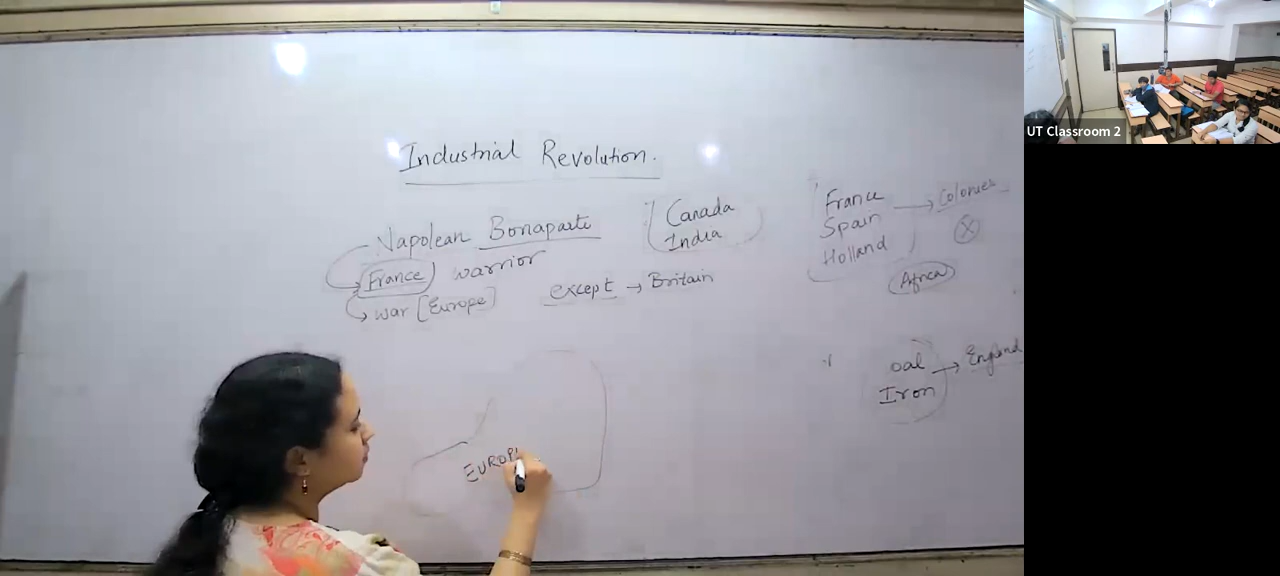 Industrial Revolution.
Napolean Bonaparte
France warrior
war [Europe]
except → Britain
Canada
India
France → Colonies
Spain
Holland
X
Africa
oal → England
Iron
EUROP
UT Classroom 2